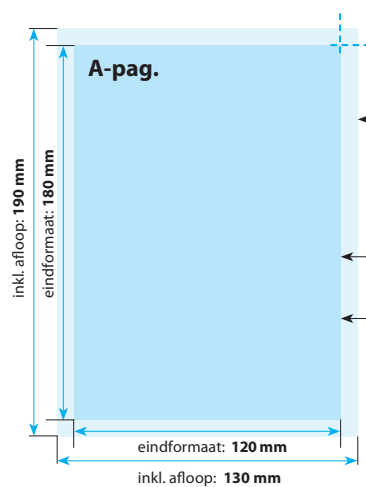 A-pag.
inkl. afloop: 190 mm
eindformaat: 180 mm
eindformaat: 120 mm
inkl. afloop: 130 mm